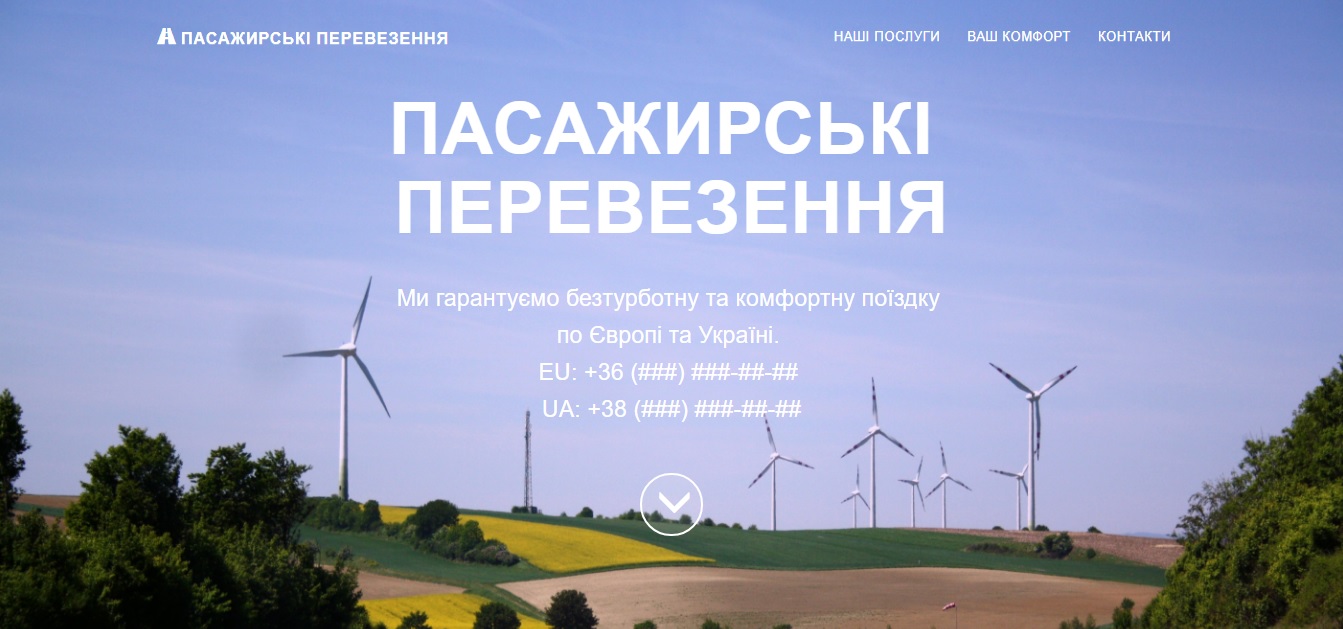 ПАСАЖИРСЬКІ ПЕРЕВЕЗЕННЯ
НАШІ ПОСЛУГИ ВАШ КОМФОРТ КОНТАКТИ
ПАСАЖИРСЬКІ
ПЕРЕВЕЗЕННЯ
Ми гарантуємо безтурботну та комфортну поїздку
по Європі та Україні.
EU: +36 (###) ###-##-##
UA: +38 (###) ###-##-##